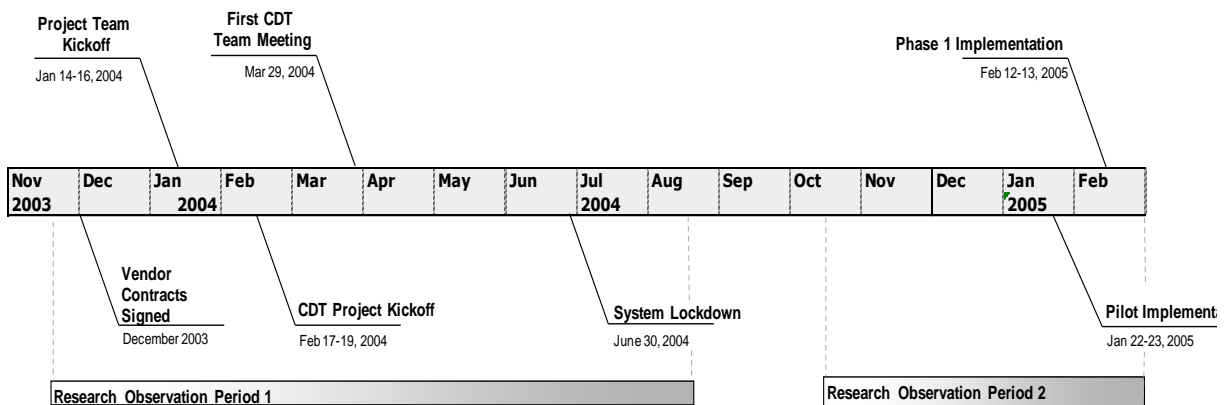 Project Team
Kickoff
Jan 14-16, 2004
First CDT
Team Meeting
Mar 29, 2004
Phase 1 Implementation
Feb 12-13, 2005
Nov Dec Jan Feb Mar Apr May Jun Jul Aug Sep Oct Nov Dec Jan Feb
2003 2004 2004 2005
Vendor
Contracts
Signed
December 2003
CDT Project Kickoff
Feb 17-19, 2004
System Lockdown
June 30, 2004
Pilot Implementa
Jan 22-23, 2005
Research Observation Period 1
Research Observation Period 2